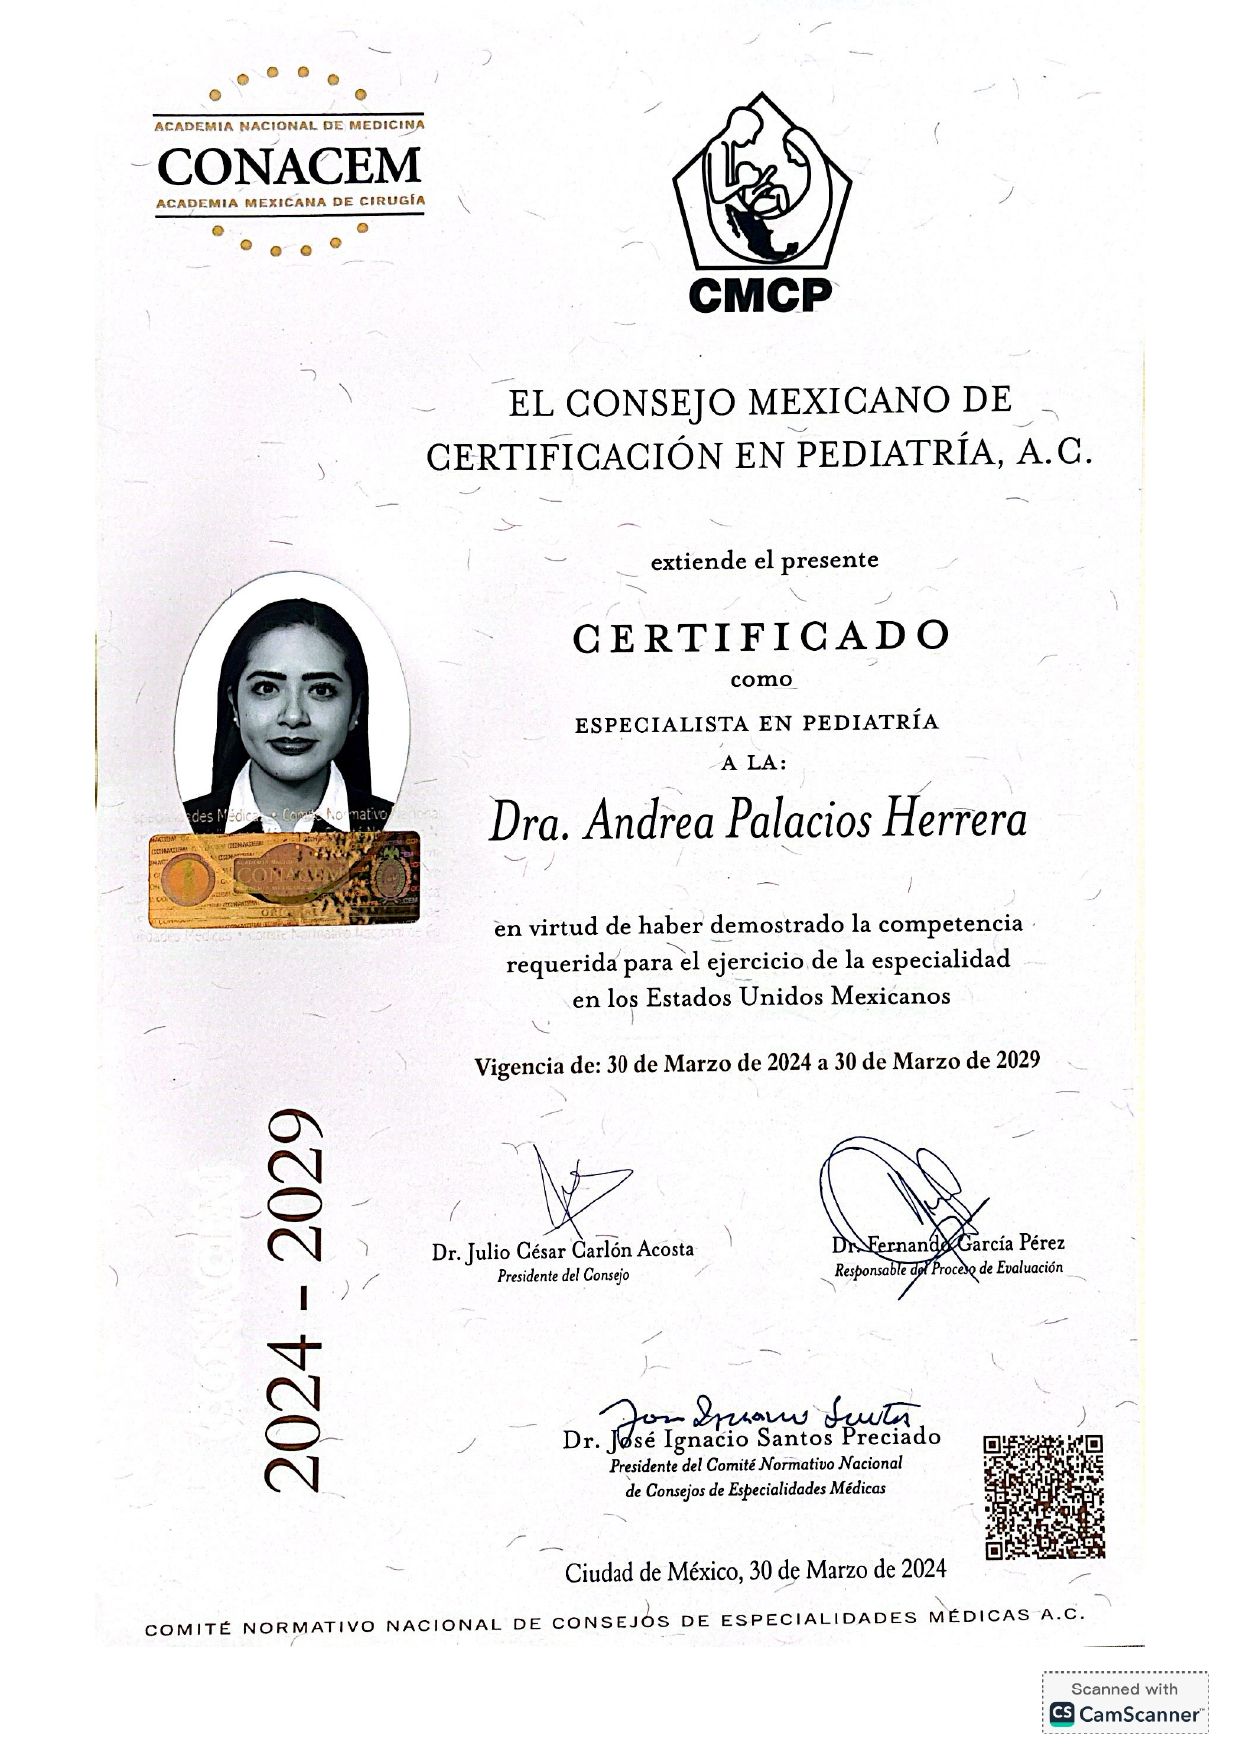 ACADEMIA NACIONAL DE MEDICINA
CONACEM
ACADEMIA MEXICANA DE CIRUGÍA
CMCP
EL CONSEJO MEXICANO DE
CERTIFICACIÓN EN PEDIATRÍA, A.C.
extiende el presente
CERTIFICADO
como
ESPECIALISTA EN PEDIATRÍA
A LA:
Dra. Andrea Palacios Herrera
CONACEM
en virtud de haber demostrado la competencia
requerida para el ejercicio de la especialidad
en los Estados Unidos Mexicanos
Vigencia de: 30 de Marzo de 2024 a 30 de Marzo de 2029
2024 - 2029
Dr. Julio César Carlón Acosta
Presidente del Consejo
Dr. Fernando García Pérez
Responsable del Proceso de Evaluación
Dr. José Ignacio Santos Preciado
Presidente del Comité Normativo Nacional
de Consejos de Especialidades Médicas
Ciudad de México, 30 de Marzo de 2024
COMITÉ NORMATIVO NACIONAL DE CONSEJOS DE ESPECIALIDADES MÉDICAS A.C.
Scanned with
CS CamScanner